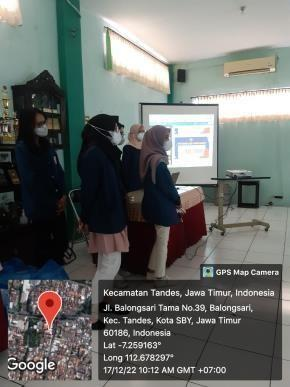 GPS Map Camera
Kecamatan Tandes, Jawa Timur, Indonesia
Jl. Balongsari Tama No.39, Balongsari,
Kec. Tandes, Kota SBY, Jawa Timur
60186, Indonesia
Lat -7.259163°
Long 112.678297°
17/12/22 10:12 AM GMT +07:00
Google